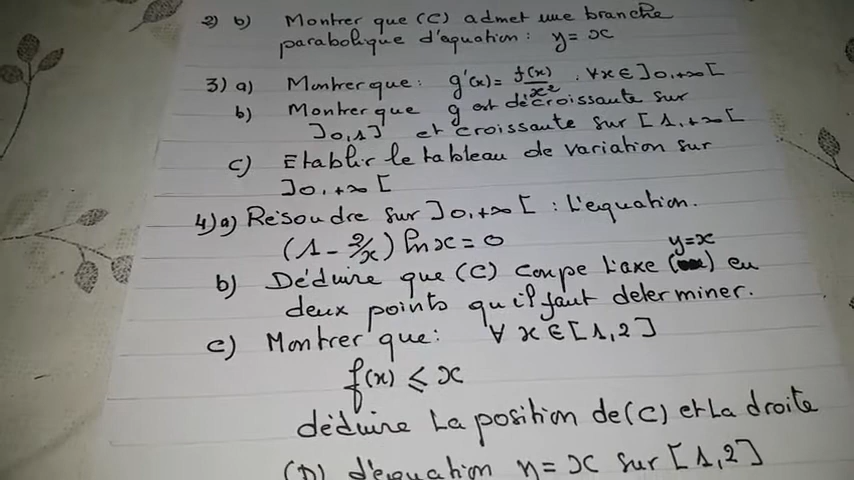 2) b) Montrer que (C) admet une branche
parabolique d'aquation: y = x
3) a) Montrer que: g'(x) = f(x)/x² . ∀x ∈ ]0,+∞[
b) Montrer que g est décroissante sur
]0,1] et croissante sur [1,+∞[
c) Etablir le tableau de variation sur
]0,+∞[
4) a) Résoudre sur ]0,+∞[ : L'equation.
(1 - 2/x) ln x = 0
b) Déduire que (C) coupe l'axe (y=x) en
deux points qu'il faut determiner.
c) Montrer que: ∀ x ∈ [1,2]
f(x) ≤ x
déduire la position de (C) et la droite
(D) d'equation y = x sur [1,2]